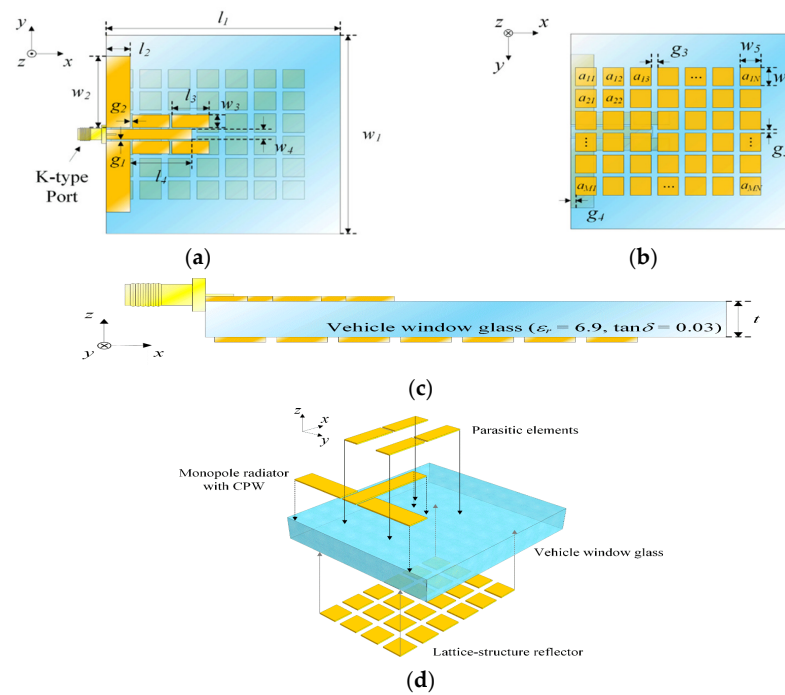 y
z
x
l1
l2
w2
g2
l3
w3
w4
w1
g1
l4
K-type
Port
(a)
z
x
y
g3
w5
a11 a12 a13 ... a1N
w
a21 a22
g
⋮ ⋮
aM1 ... aMN
g4
(b)
z
y
x
Vehicle window glass (εr = 6.9, tanδ = 0.03)
t
(c)
z
x
y
Parasitic elements
Monopole radiator
with CPW
Vehicle window glass
Lattice-structure reflector
(d)